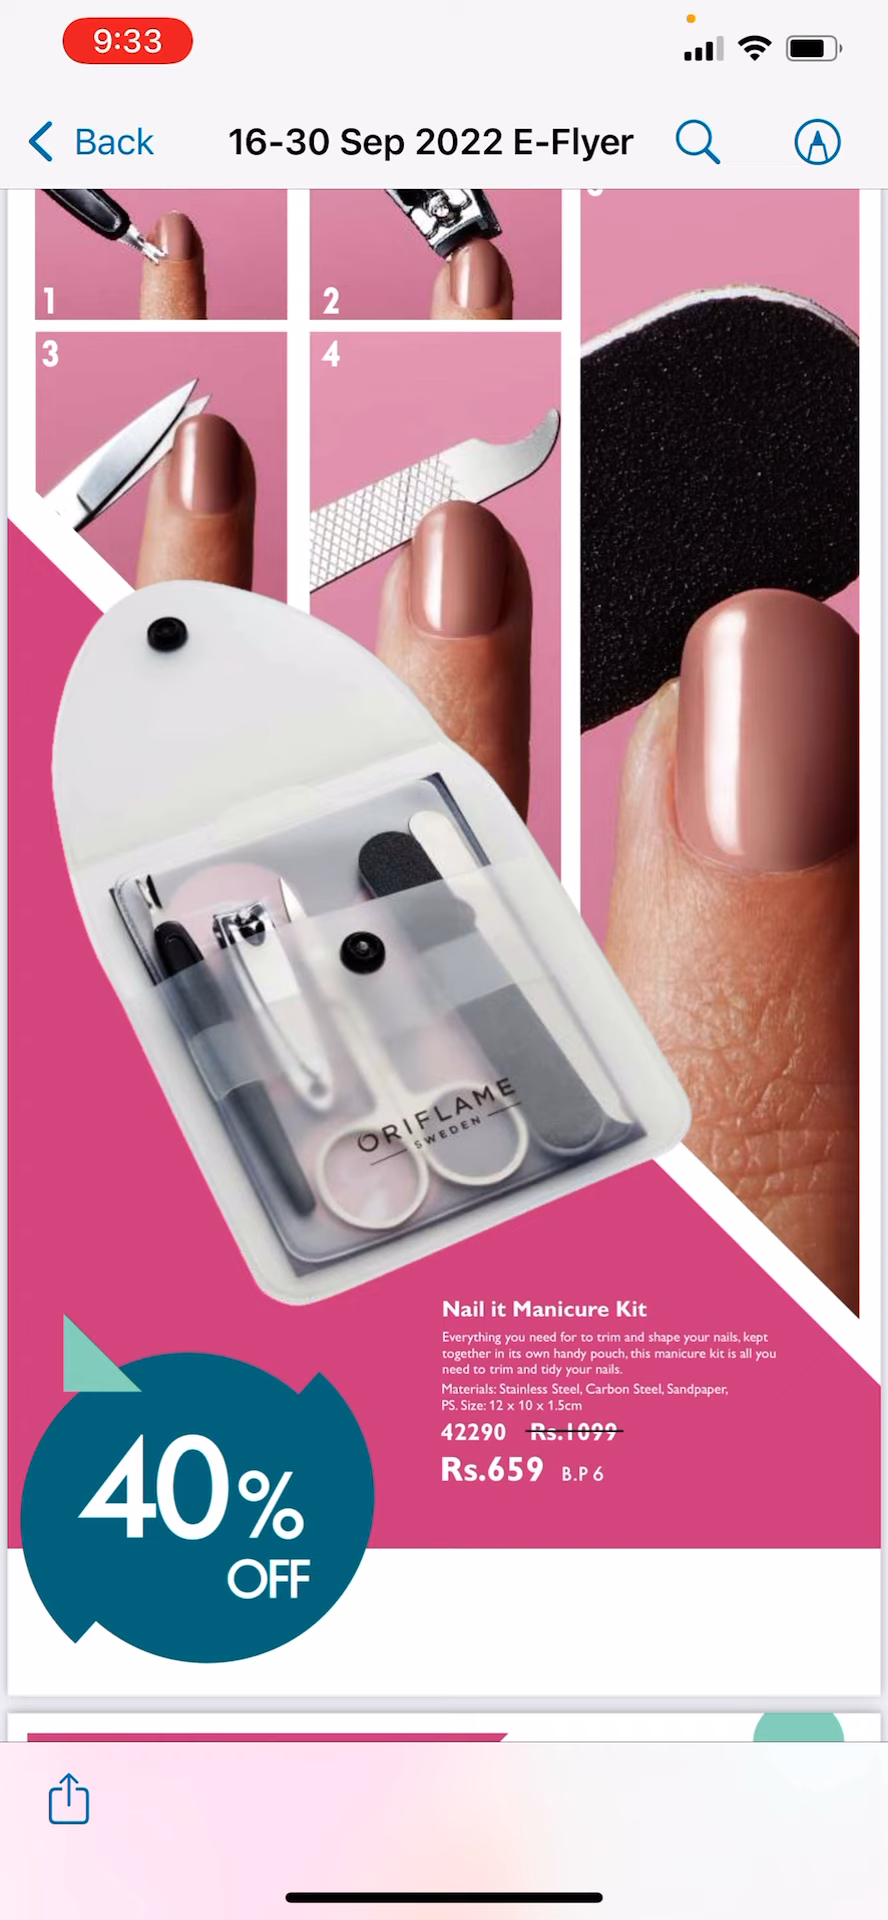 9:33
Back
16-30 Sep 2022 E-Flyer
1
2
3
4
ORIFLAME
SWEDEN
Nail it Manicure Kit
Everything you need for to trim and shape your nails, kept
together in its own handy pouch, this manicure kit is all you
need to trim and tidy your nails.
Materials: Stainless Steel, Carbon Steel, Sandpaper,
PS. Size: 12 x 10 x 1.5cm
42290 Rs.1099
Rs.659 B.P 6
40%
OFF